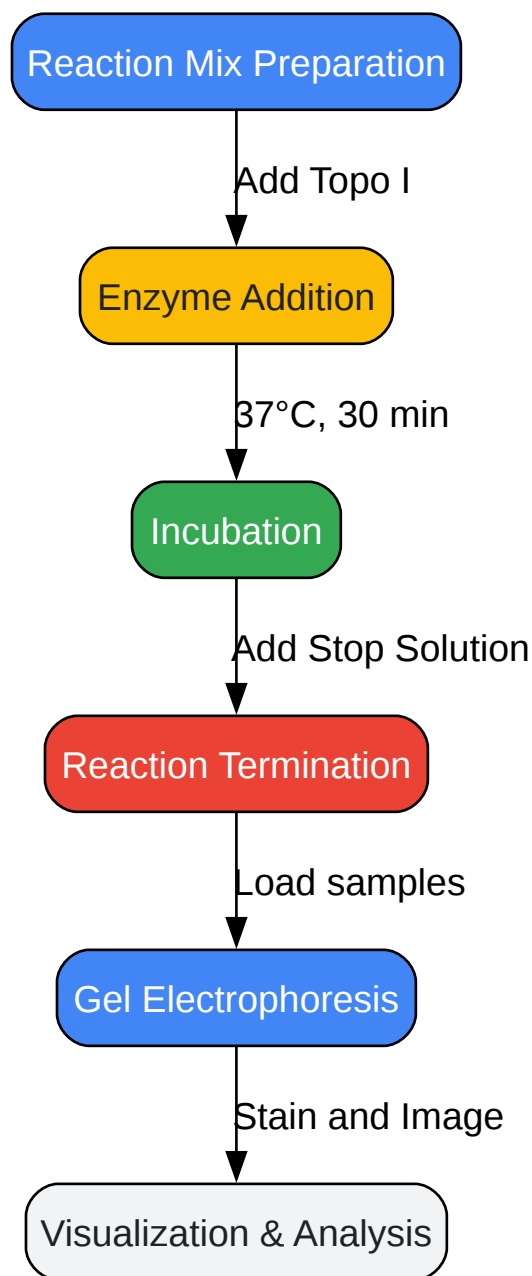 Reaction Mix Preparation
Add Topo I
Enzyme Addition
37°C, 30 min
Incubation
Add Stop Solution
Reaction Termination
Load samples
Gel Electrophoresis
Stain and Image
Visualization & Analysis